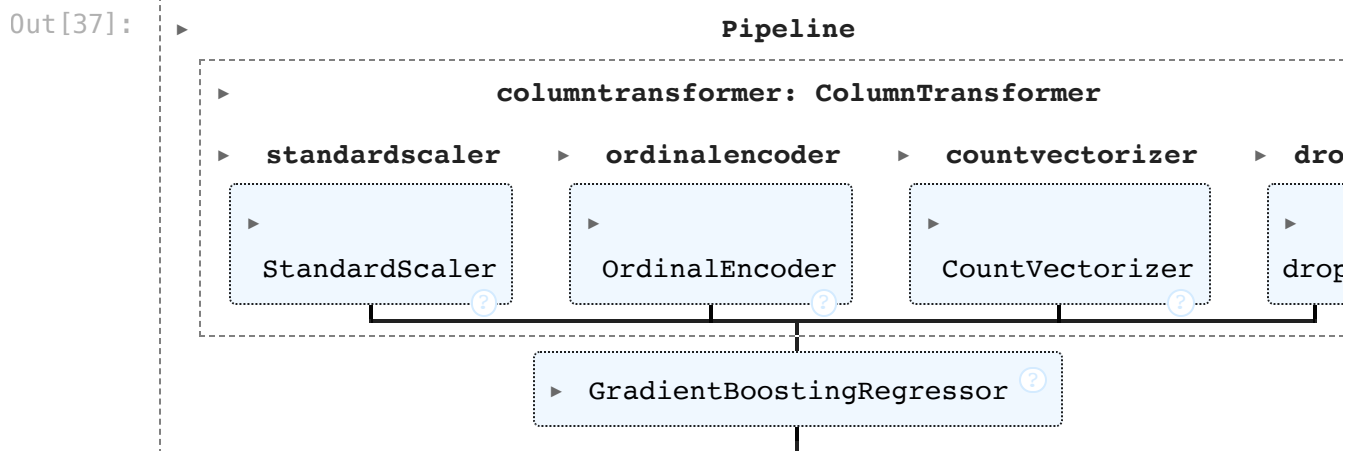 Out[37]:
Pipeline
columntransformer: ColumnTransformer
standardscaler ordinalencoder countvectorizer dro
StandardScaler OrdinalEncoder CountVectorizer drop
? ? ?
GradientBoostingRegressor ?